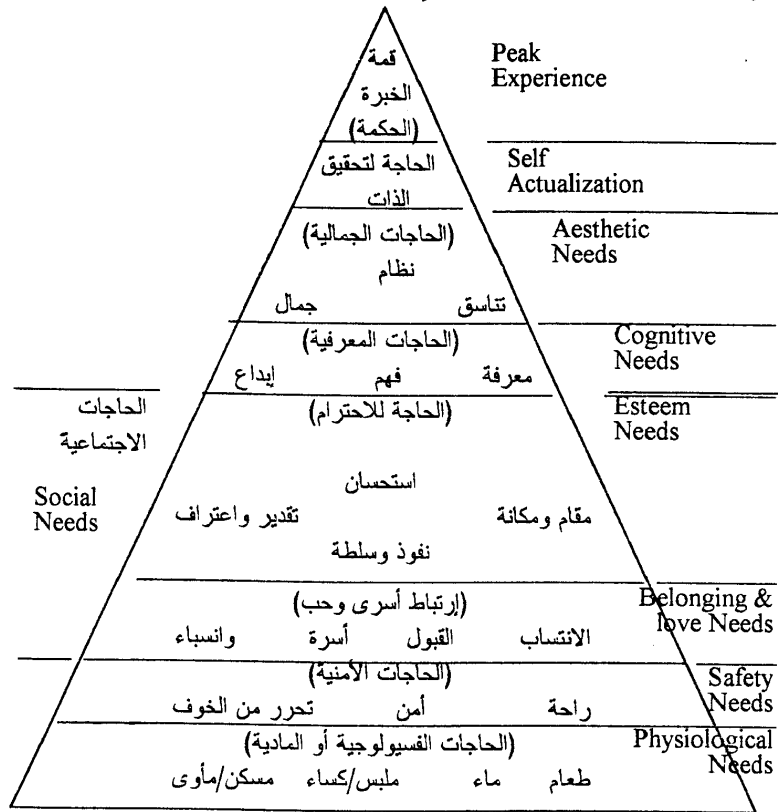 قمة
الخبرة
(الحكمة)
Peak
Experience
الحاجة لتحقيق
الذات
Self
Actualization
(الحاجات الجمالية)
نظام
تناسق جمال
Aesthetic
Needs
(الحاجات المعرفية)
معرفة فهم إبداع
Cognitive
Needs
(الحاجة للاحترام)
Esteem
Needs
الحاجات
الاجتماعية
Social
Needs
استحسان
مقام ومكانة تقدير واعتراف
نفوذ وسلطة
(إرتباط أسرى وحب)
الانتساب القبول أسرة وانسباء
Belonging &
love Needs
(الحاجات الأمنية)
راحة أمن تحرر من الخوف
Safety
Needs
(الحاجات الفسيولوجية أو المادية)
طعام ماء ملبس/كساء مسكن/مأوى
Physiological
Needs